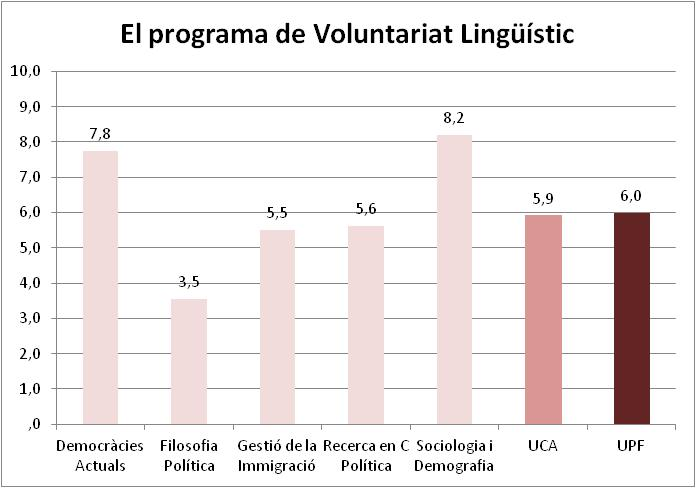 El programa de Voluntariat Lingüístic
10,0
9,0
8,0
7,0
6,0
5,0
4,0
3,0
2,0
1,0
,0
7,8
3,5
5,5
5,6
8,2
5,9
6,0
Democràcies
Actuals
Filosofia
Política
Gestió de la
Immigració
Recerca en C
Política
Sociologia i
Demografia
UCA
UPF